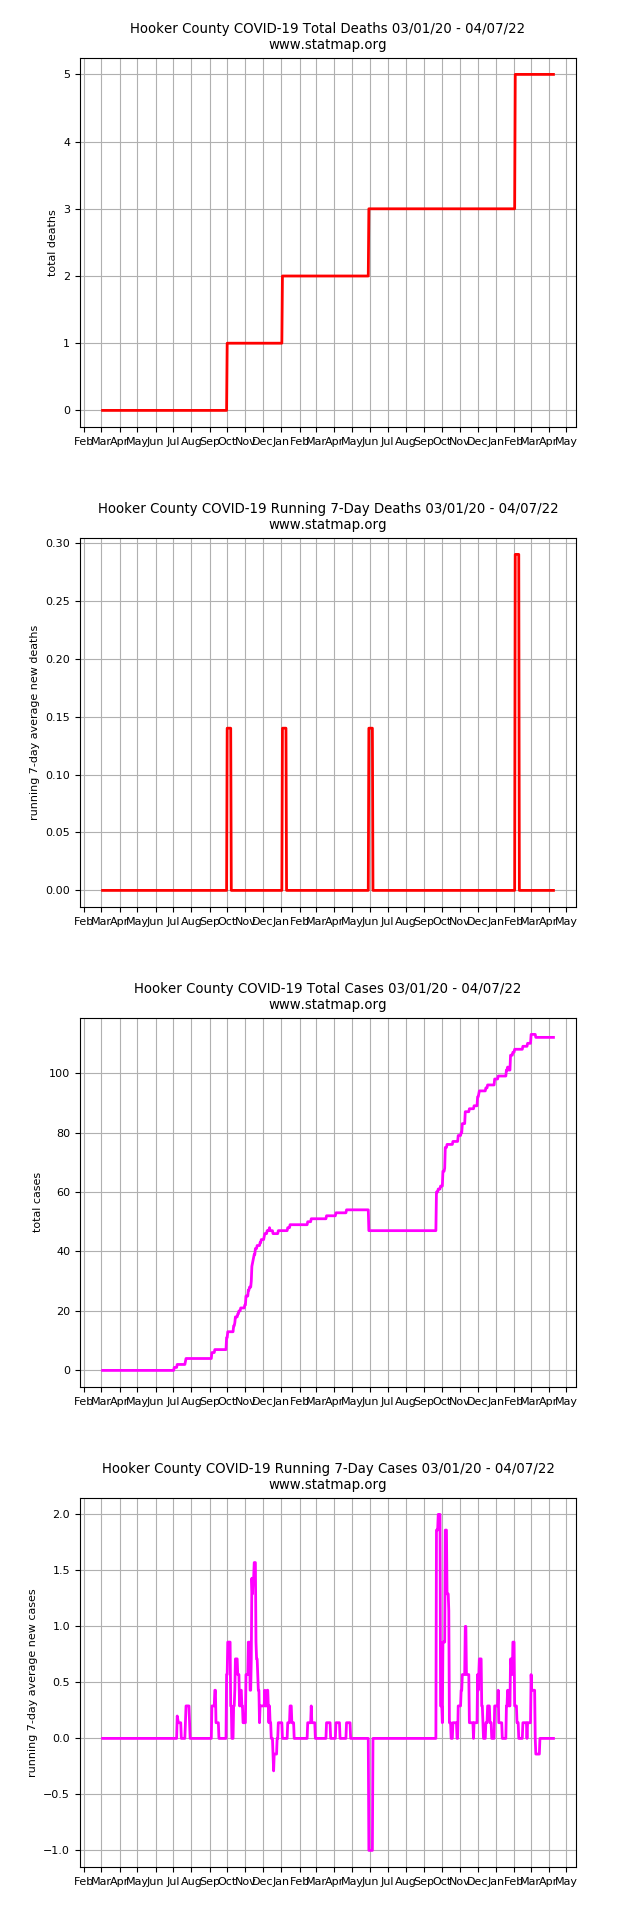 Hooker County COVID-19 Total Deaths 03/01/20 - 04/07/22
www.statmap.org
5
4
3
2
1
0
total deaths
Feb Mar Apr May Jun Jul Aug Sep Oct Nov Dec Jan Feb Mar Apr May Jun Jul Aug Sep Oct Nov Dec Jan Feb Mar Apr May
Hooker County COVID-19 Running 7-Day Deaths 03/01/20 - 04/07/22
www.statmap.org
0.30
0.25
0.20
0.15
0.10
0.05
0.00
running 7-day average new deaths
Feb Mar Apr May Jun Jul Aug Sep Oct Nov Dec Jan Feb Mar Apr May Jun Jul Aug Sep Oct Nov Dec Jan Feb Mar Apr May
Hooker County COVID-19 Total Cases 03/01/20 - 04/07/22
www.statmap.org
100
80
60
40
20
0
total cases
Feb Mar Apr May Jun Jul Aug Sep Oct Nov Dec Jan Feb Mar Apr May Jun Jul Aug Sep Oct Nov Dec Jan Feb Mar Apr May
Hooker County COVID-19 Running 7-Day Cases 03/01/20 - 04/07/22
www.statmap.org
2.0
1.5
1.0
0.5
0.0
−0.5
−1.0
running 7-day average new cases
Feb Mar Apr May Jun Jul Aug Sep Oct Nov Dec Jan Feb Mar Apr May Jun Jul Aug Sep Oct Nov Dec Jan Feb Mar Apr May